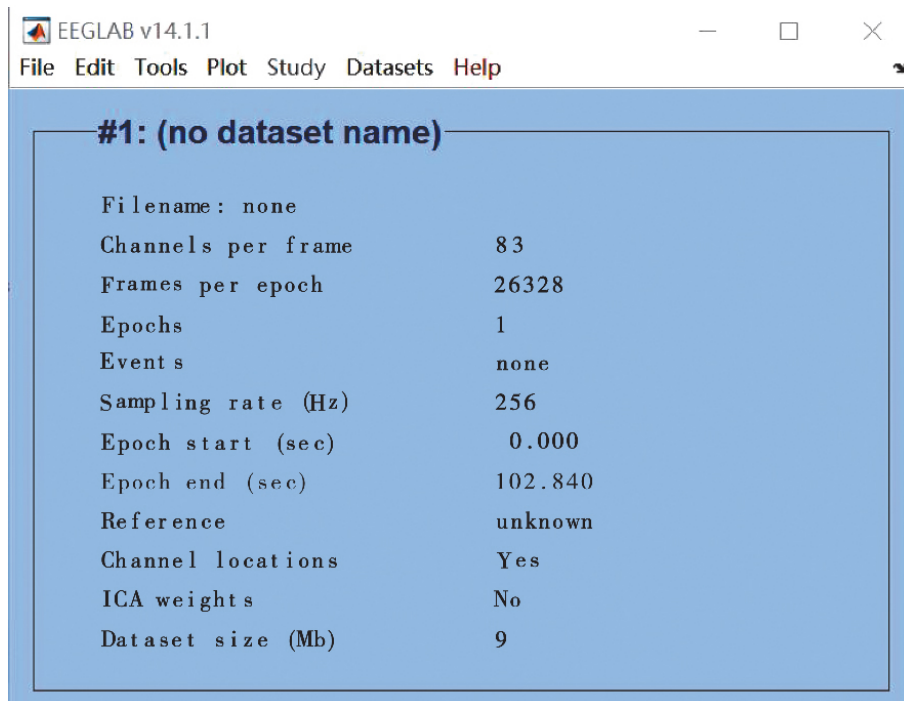 EEGLAB v14.1.1
File Edit Tools Plot Study Datasets Help
#1: (no dataset name)
Filename: none
Channels per frame 83
Frames per epoch 26328
Epochs 1
Events none
Sampling rate (Hz) 256
Epoch start (sec) 0.000
Epoch end (sec) 102.840
Reference unknown
Channel locations Yes
ICA weights No
Dataset size (Mb) 9